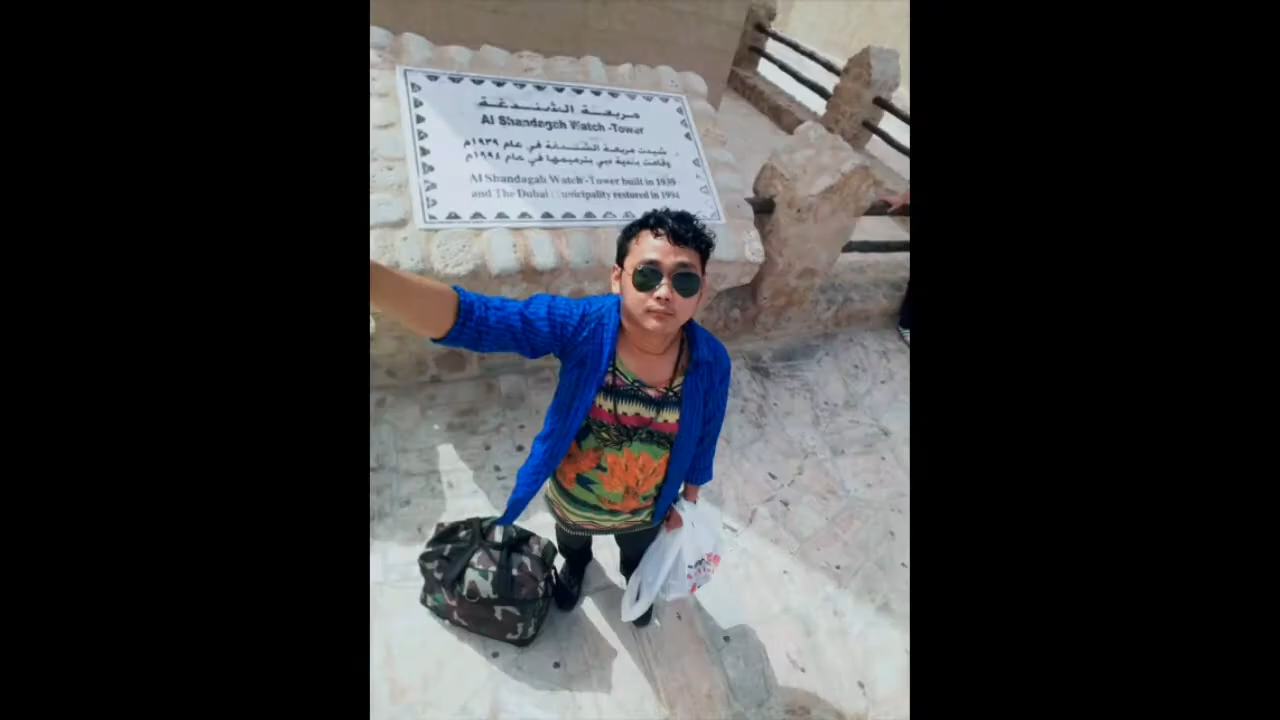 مربعة الشندغة
Al Shandagah Watch -Tower
شيدت مربعة الشندغة في عام ١٩٣٩م
وقامت بلدية دبي بترميمها في عام ١٩٩٤م
Al Shandagah Watch -Tower built in 1939
and The Dubai Municipality restored in 1994